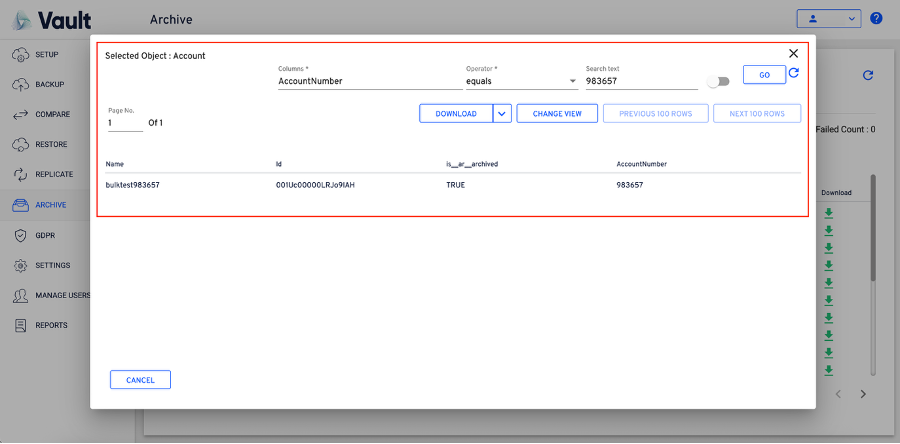 Vault
Archive
?
SETUP
BACKUP
COMPARE
RESTORE
REPLICATE
ARCHIVE
GDPR
SETTINGS
MANAGE USERS
REPORTS
Selected Object : Account
Columns * Operator * Search text
AccountNumber equals 983657
GO
Page No.
1 Of 1
DOWNLOAD CHANGE VIEW PREVIOUS 100 ROWS NEXT 100 ROWS
Name Id is__ar__archived AccountNumber
bulktest983657 001Uc00000LRJo9IAH TRUE 983657
CANCEL
Failed Count : 0
Download